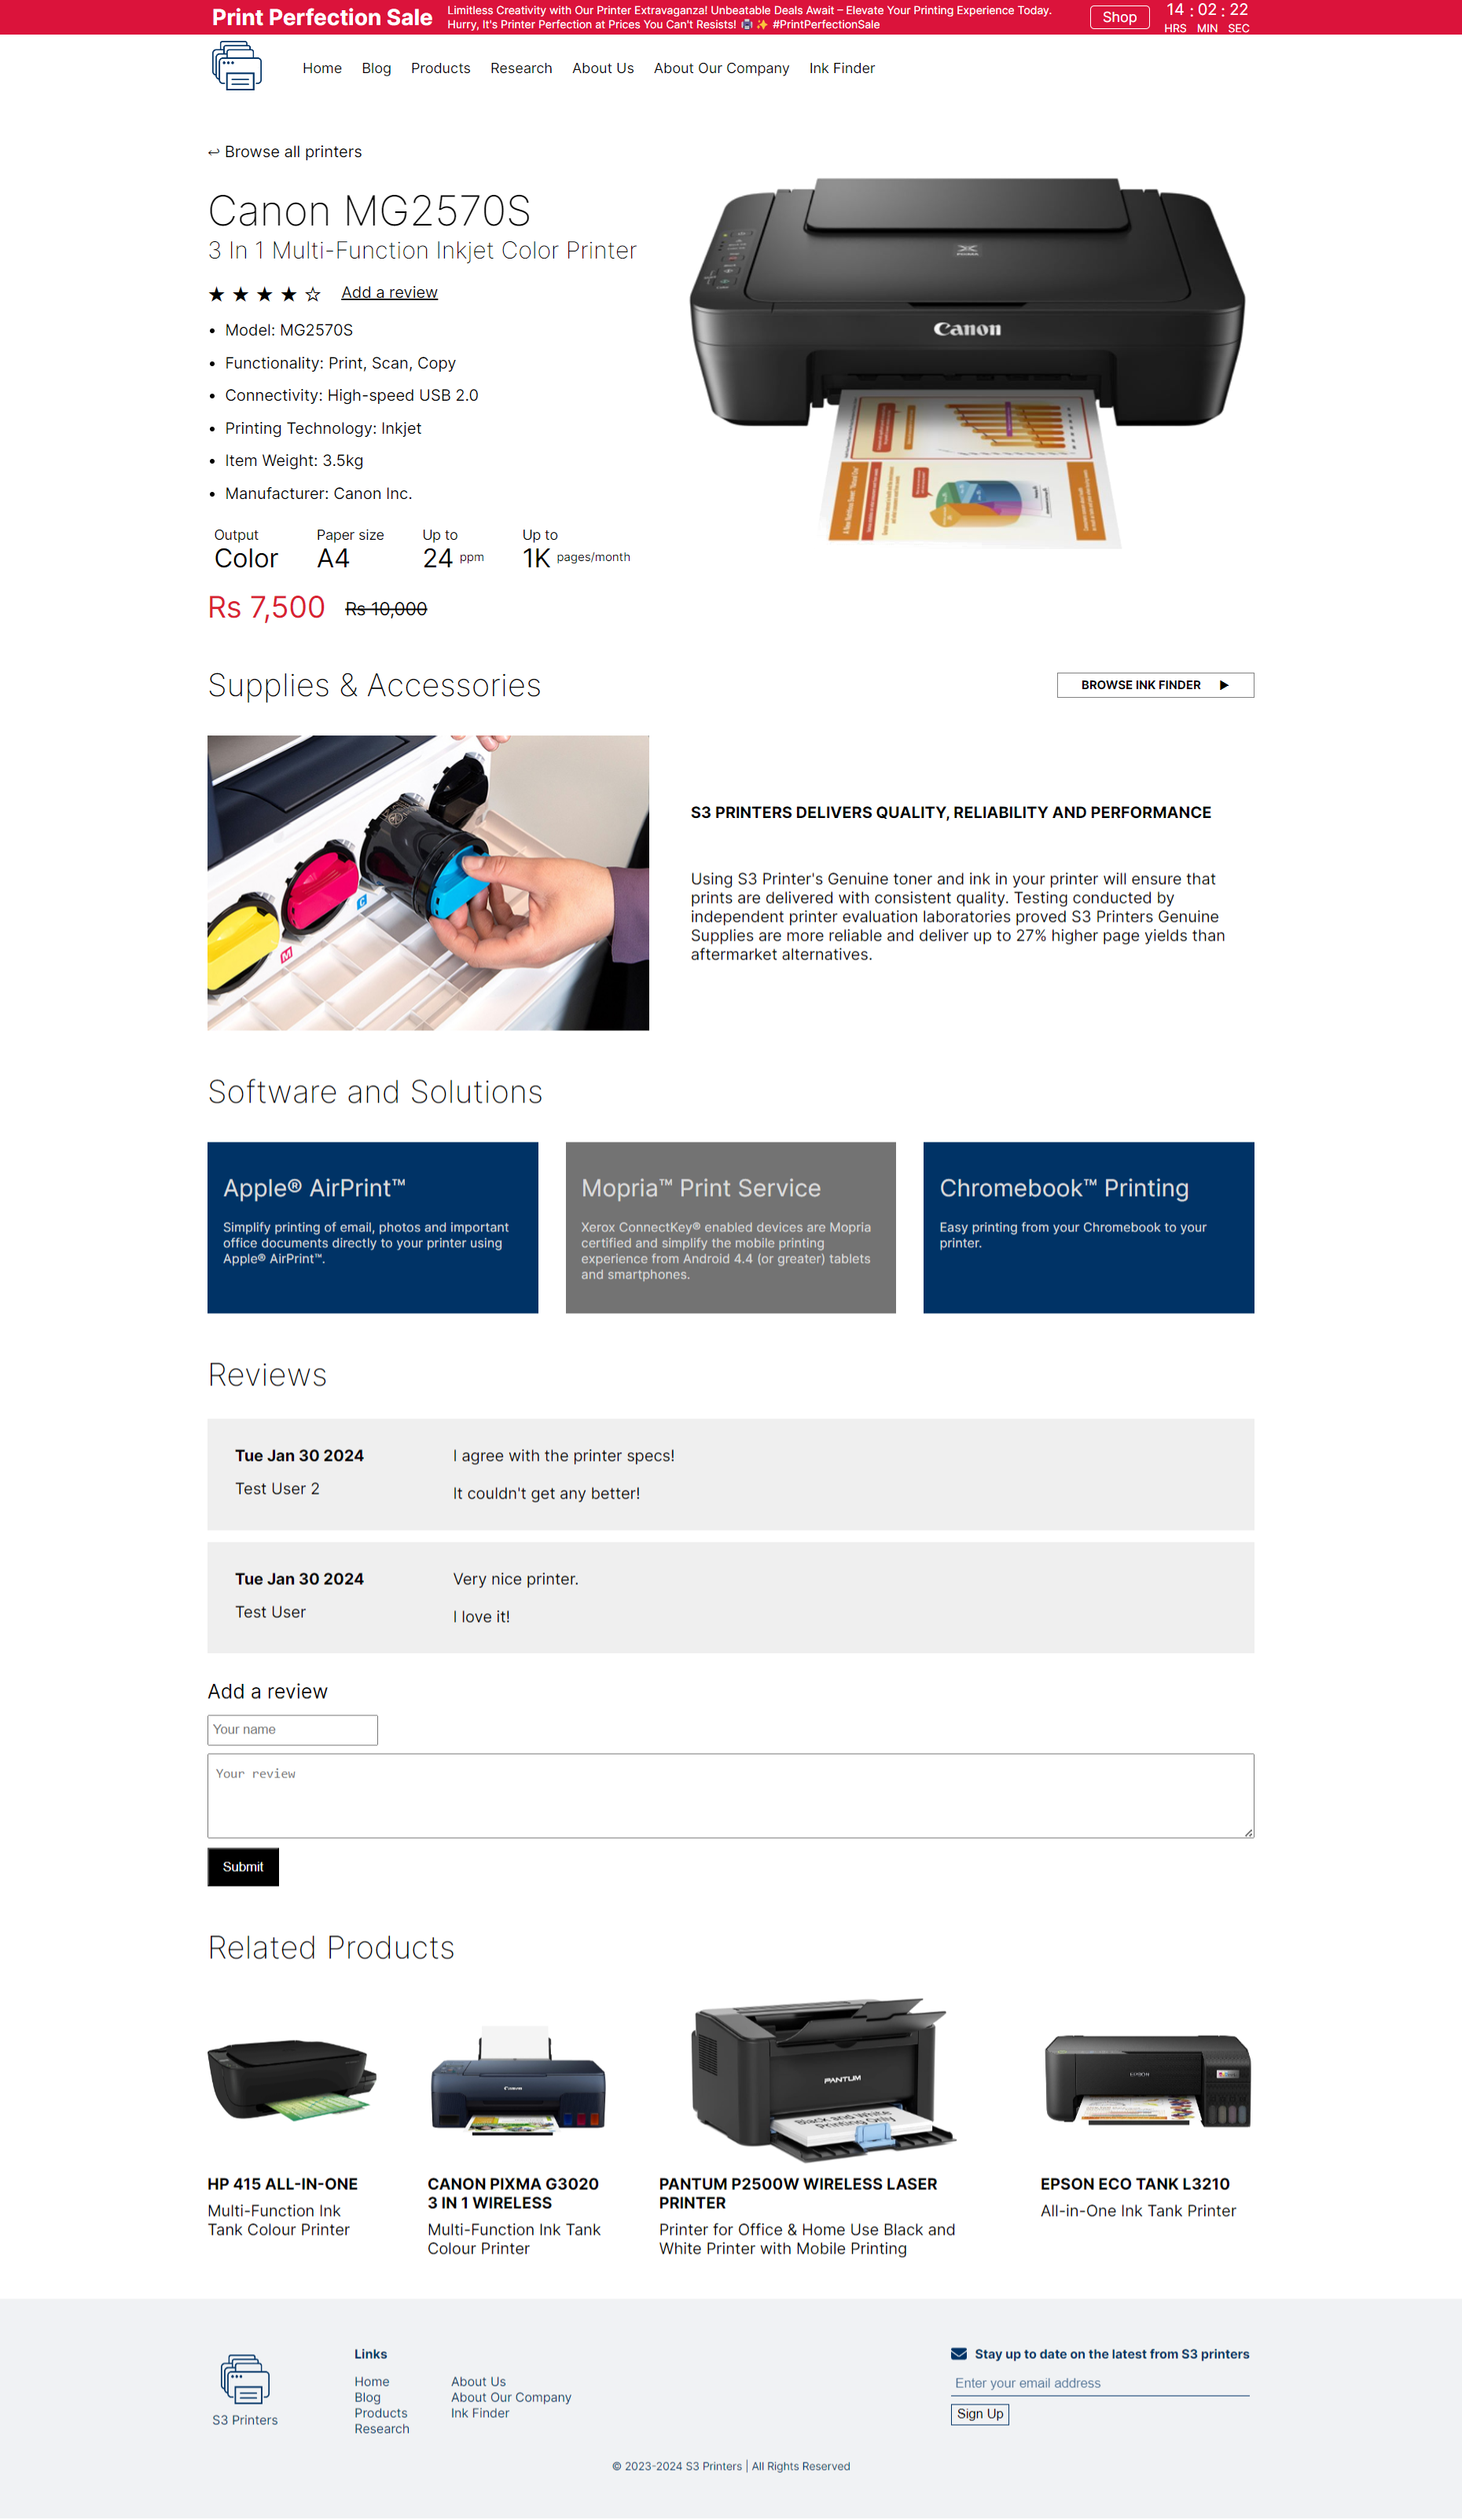 Print Perfection Sale
Limitless Creativity with Our Printer Extravaganza! Unbeatable Deals Await – Elevate Your Printing Experience Today.
Hurry, It's Printer Perfection at Prices You Can't Resists! 🖨️ ✨ #PrintPerfectionSale
Shop
14 : 02 : 22
HRS MIN SEC
Home Blog Products Research About Us About Our Company Ink Finder
↩ Browse all printers
Canon MG2570S
3 In 1 Multi-Function Inkjet Color Printer
★ ★ ★ ★ ☆ Add a review
• Model: MG2570S
• Functionality: Print, Scan, Copy
• Connectivity: High-speed USB 2.0
• Printing Technology: Inkjet
• Item Weight: 3.5kg
• Manufacturer: Canon Inc.
Output Paper size Up to Up to
Color A4 24 ppm 1K pages/month
Rs 7,500 Rs 10,000
PIXMA
Canon
Supplies & Accessories
BROWSE INK FINDER ▶
C
M
S3 PRINTERS DELIVERS QUALITY, RELIABILITY AND PERFORMANCE
Using S3 Printer's Genuine toner and ink in your printer will ensure that
prints are delivered with consistent quality. Testing conducted by
independent printer evaluation laboratories proved S3 Printers Genuine
Supplies are more reliable and deliver up to 27% higher page yields than
aftermarket alternatives.
Software and Solutions
Apple® AirPrint™
Simplify printing of email, photos and important
office documents directly to your printer using
Apple® AirPrint™.
Mopria™ Print Service
Xerox ConnectKey® enabled devices are Mopria
certified and simplify the mobile printing
experience from Android 4.4 (or greater) tablets
and smartphones.
Chromebook™ Printing
Easy printing from your Chromebook to your
printer.
Reviews
Tue Jan 30 2024
Test User 2
I agree with the printer specs!
It couldn't get any better!
Tue Jan 30 2024
Test User
Very nice printer.
I love it!
Add a review
Your name
Your review
Submit
Related Products
HP 415 ALL-IN-ONE
Multi-Function Ink
Tank Colour Printer
Canon
CANON PIXMA G3020
3 IN 1 WIRELESS
Multi-Function Ink Tank
Colour Printer
PANTUM
Black and White
Printing Only
PANTUM P2500W WIRELESS LASER
PRINTER
Printer for Office & Home Use Black and
White Printer with Mobile Printing
EPSON
EPSON ECO TANK L3210
All-in-One Ink Tank Printer
S3 Printers
Links
Home
Blog
Products
Research
About Us
About Our Company
Ink Finder
Stay up to date on the latest from S3 printers
Enter your email address
Sign Up
© 2023-2024 S3 Printers | All Rights Reserved